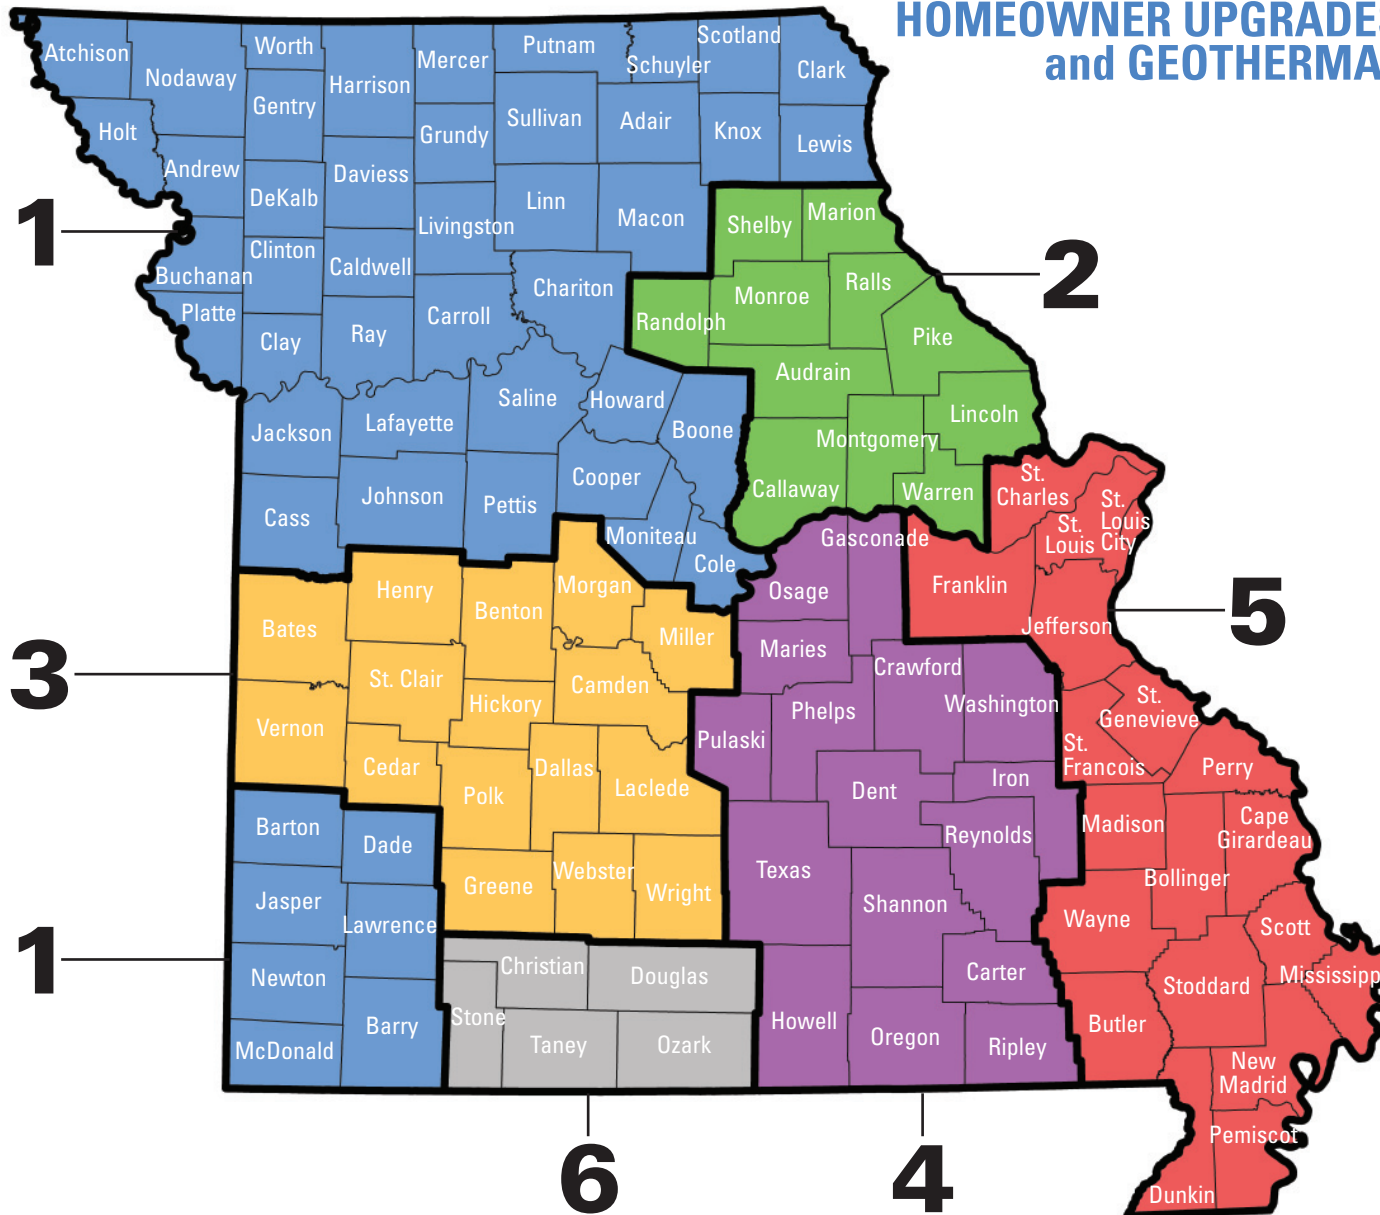 HOMEOWNER UPGRADES
and GEOTHERMA
Atchison
Nodaway
Worth
Harrison
Mercer
Putnam
Schuyler
Scotland
Clark
Holt
Gentry
Grundy
Sullivan
Adair
Knox
Lewis
Andrew
DeKalb
Daviess
Livingston
Linn
Macon
Shelby
Marion
1
2
Buchanan
Clinton
Caldwell
Chariton
Monroe
Ralls
Platte
Clay
Ray
Carroll
Randolph
Pike
Audrain
Jackson
Lafayette
Saline
Howard
Boone
Lincoln
Montgomery
Cass
Johnson
Pettis
Cooper
Callaway
Warren
St.
Charles
St.
Louis
St.
Louis
City
Moniteau
Cole
Gasconade
Henry
Benton
Morgan
Osage
Franklin
5
Bates
Miller
Maries
Jefferson
3
St. Clair
Hickory
Camden
Crawford
Washington
St.
Genevieve
Vernon
Phelps
Pulaski
St.
Francois
Cedar
Polk
Dallas
Laclede
Dent
Iron
Perry
Barton
Dade
Reynolds
Madison
Cape
Girardeau
Jasper
Greene
Webster
Wright
Texas
Shannon
Bollinger
Lawrence
Wayne
Scott
1
Newton
Christian
Douglas
Carter
Stoddard
Mississipp
McDonald
Barry
Stone
Taney
Ozark
Howell
Oregon
Ripley
Butler
New
Madrid
6
4
Pemiscot
Dunkin